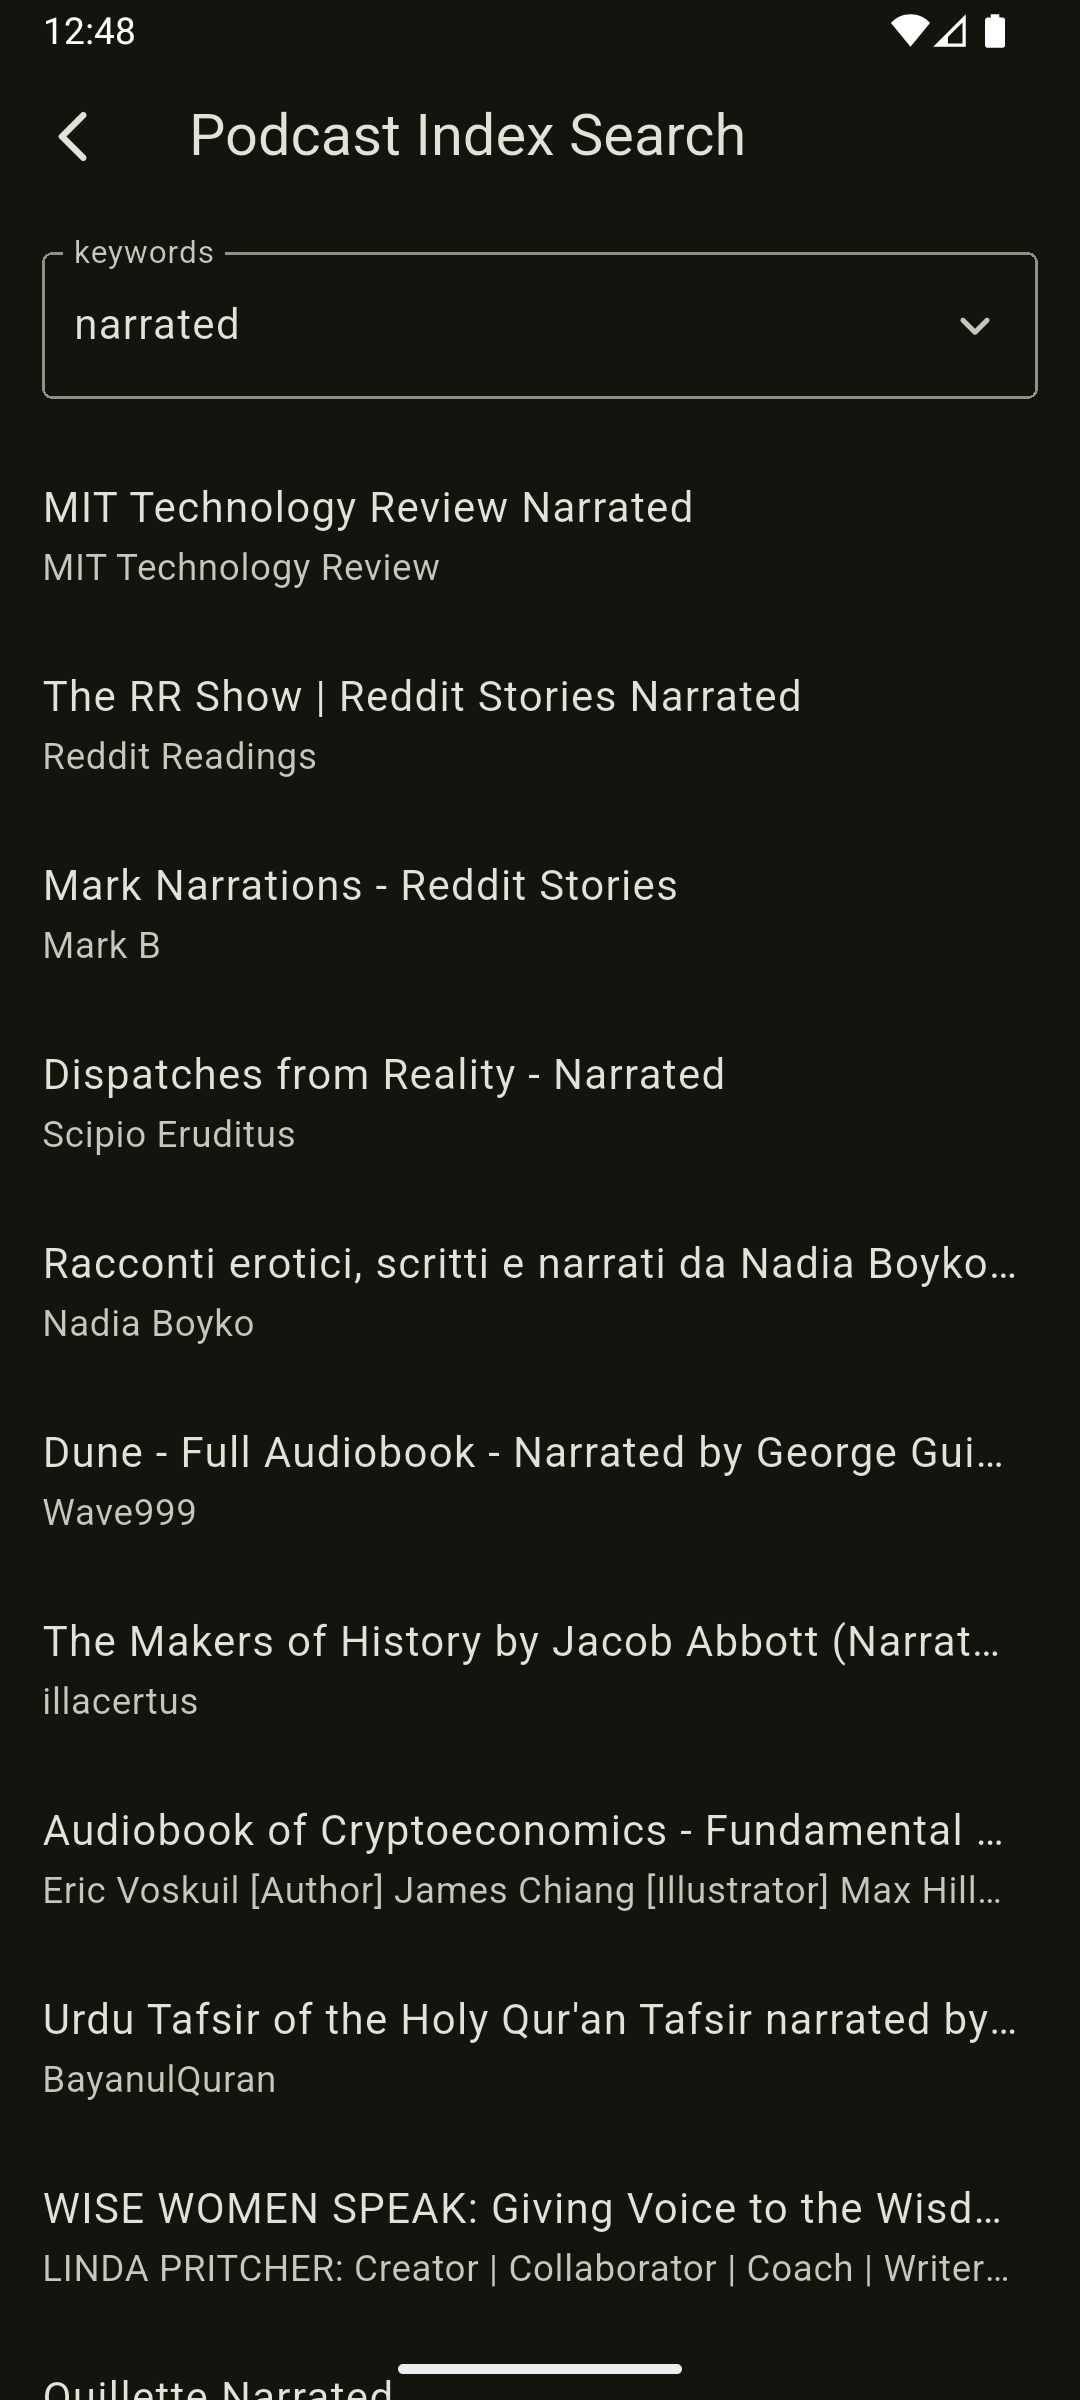 12:48
Podcast Index Search
keywords
narrated
MIT Technology Review Narrated
MIT Technology Review
The RR Show | Reddit Stories Narrated
Reddit Readings
Mark Narrations - Reddit Stories
Mark B
Dispatches from Reality - Narrated
Scipio Eruditus
Racconti erotici, scritti e narrati da Nadia Boyko…
Nadia Boyko
Dune - Full Audiobook - Narrated by George Gui…
Wave999
The Makers of History by Jacob Abbott (Narrat…
illacertus
Audiobook of Cryptoeconomics - Fundamental …
Eric Voskuil [Author] James Chiang [Illustrator] Max Hill…
Urdu Tafsir of the Holy Qur'an Tafsir narrated by…
BayanulQuran
WISE WOMEN SPEAK: Giving Voice to the Wisd…
LINDA PRITCHER: Creator | Collaborator | Coach | Writer…
Quillette Narrated